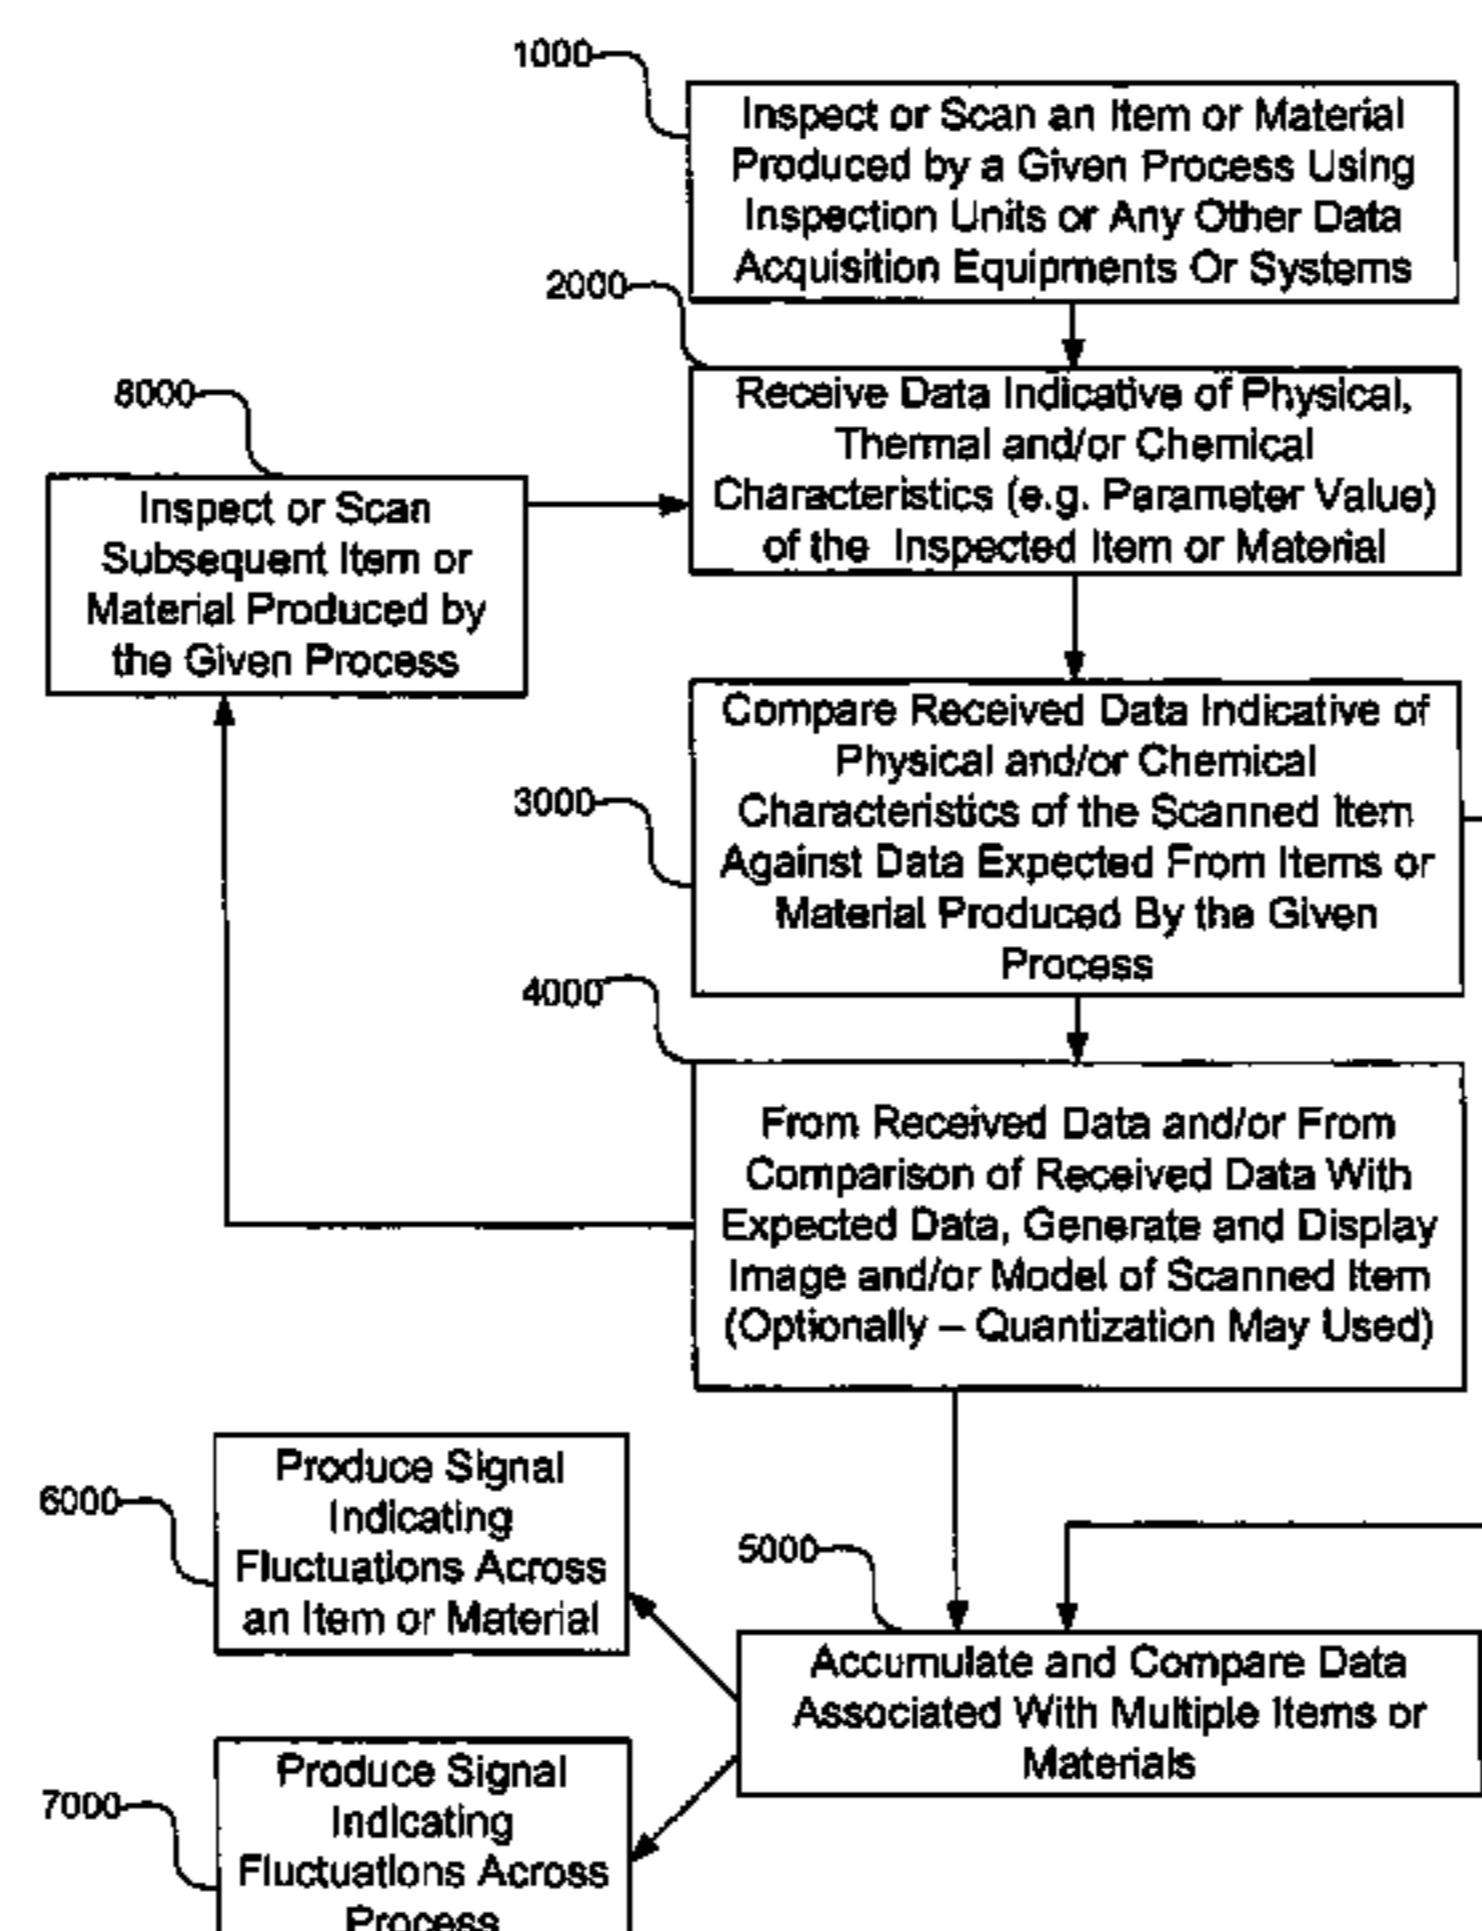 1000
Inspect or Scan an Item or Material
Produced by a Given Process Using
Inspection Units or Any Other Data
Acquisition Equipments Or Systems
2000
Receive Data Indicative of Physical,
Thermal and/or Chemical
Characteristics (e.g. Parameter Value)
of the Inspected Item or Material
8000
Inspect or Scan
Subsequent Item or
Material Produced by
the Given Process
3000
Compare Received Data Indicative of
Physical and/or Chemical
Characteristics of the Scanned Item
Against Data Expected From Items or
Material Produced By the Given
Process
4000
From Received Data and/or From
Comparison of Received Data With
Expected Data, Generate and Display
Image and/or Model of Scanned Item
(Optionally – Quantization May Used)
6000
Produce Signal
Indicating
Fluctuations Across
an Item or Material
5000
Accumulate and Compare Data
Associated With Multiple Items or
Materials
7000
Produce Signal
Indicating
Fluctuations Across
Process